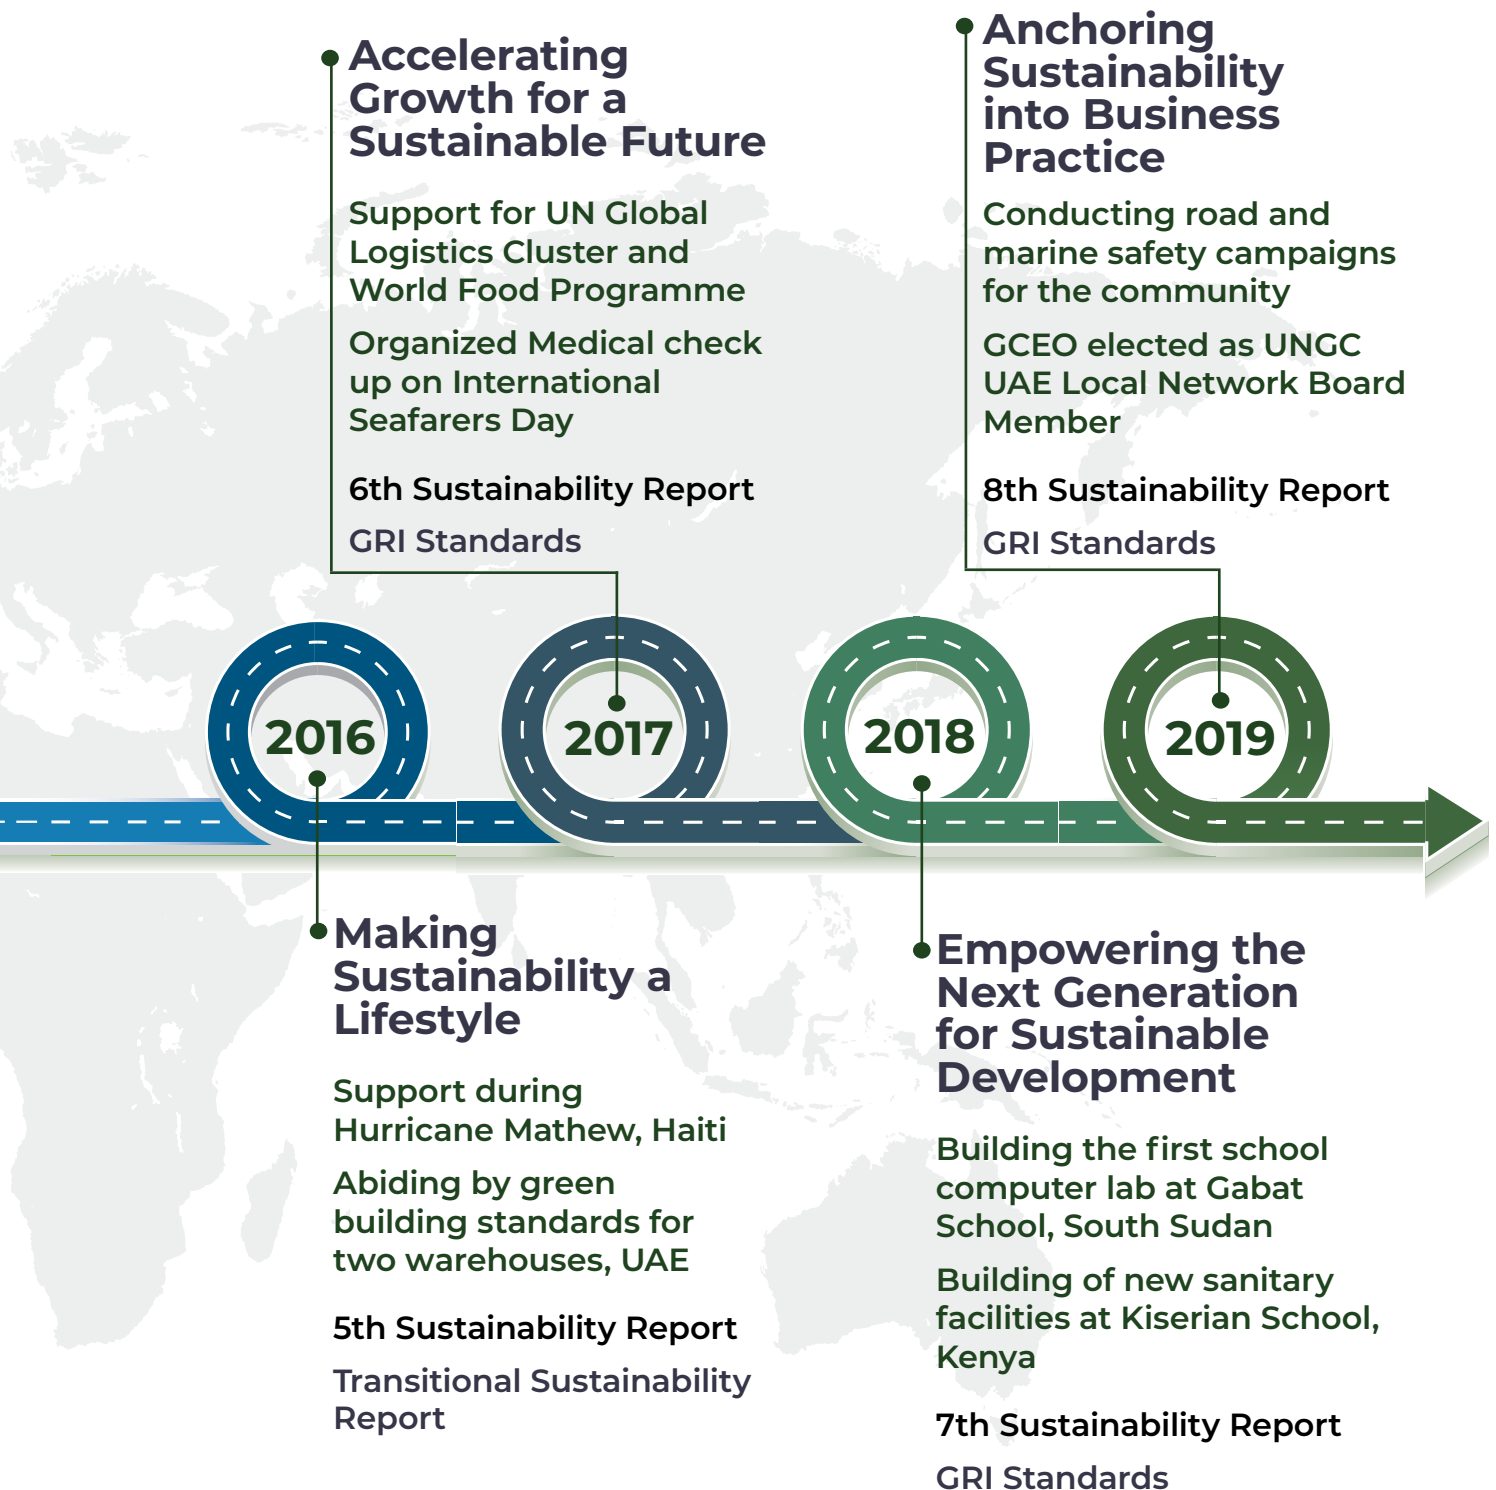 Accelerating
Growth for a
Sustainable Future
Support for UN Global
Logistics Cluster and
World Food Programme
Organized Medical check
up on International
Seafarers Day
6th Sustainability Report
GRI Standards
Anchoring
Sustainability
into Business
Practice
Conducting road and
marine safety campaigns
for the community
GCEO elected as UNGC
UAE Local Network Board
Member
8th Sustainability Report
GRI Standards
2016
2017
2018
2019
Making
Sustainability a
Lifestyle
Support during
Hurricane Mathew, Haiti
Abiding by green
building standards for
two warehouses, UAE
5th Sustainability Report
Transitional Sustainability
Report
Empowering the
Next Generation
for Sustainable
Development
Building the first school
computer lab at Gabat
School, South Sudan
Building of new sanitary
facilities at Kiserian School,
Kenya
7th Sustainability Report
GRI Standards